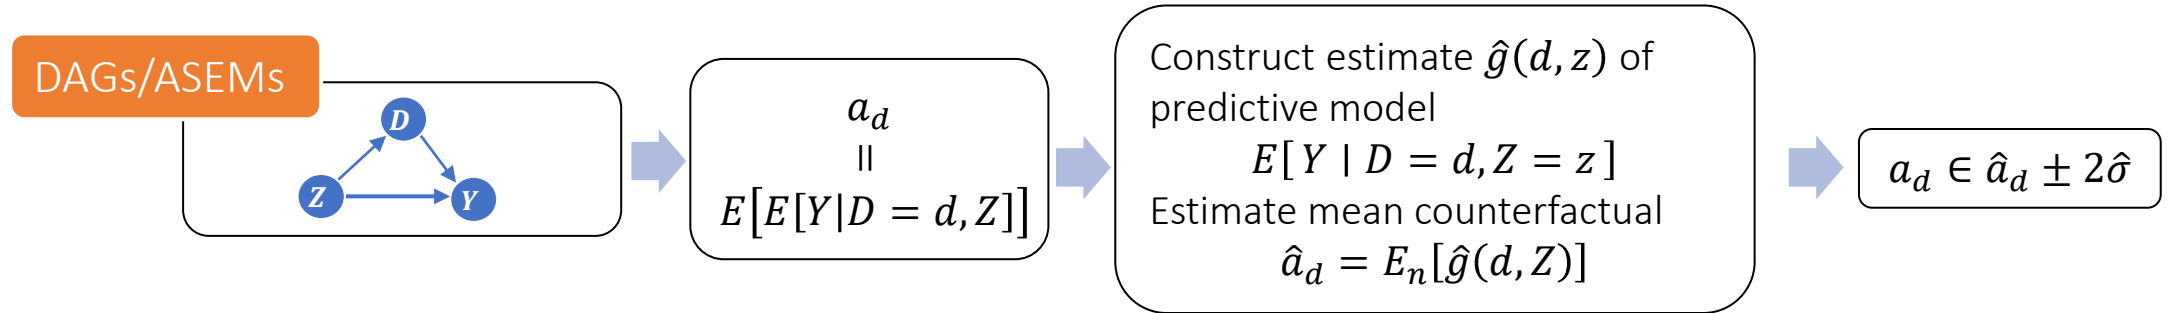 DAGs/ASEMs
D
Z
Y
a_d
=
E[E[Y|D = d, Z]]
Construct estimate ĝ(d, z) of
predictive model
E[ Y ∣ D = d, Z = z ]
Estimate mean counterfactual
â_d = E_n[ĝ(d, Z)]
a_d ∈ â_d ± 2σ̂